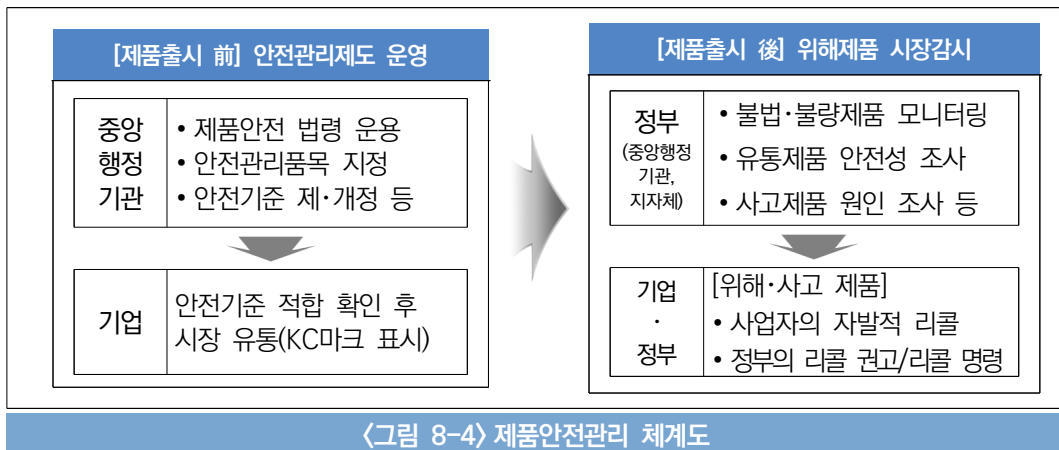 [제품출시 前] 안전관리제도 운영
중앙
행정
기관
• 제품안전 법령 운용
• 안전관리품목 지정
• 안전기준 제·개정 등
기업
안전기준 적합 확인 후
시장 유통(KC마크 표시)
[제품출시 後] 위해제품 시장감시
정부
(중앙행정
기관,
지자체)
• 불법·불량제품 모니터링
• 유통제품 안전성 조사
• 사고제품 원인 조사 등
기업
·
정부
[위해·사고 제품]
• 사업자의 자발적 리콜
• 정부의 리콜 권고/리콜 명령
〈그림 8-4〉 제품안전관리 체계도